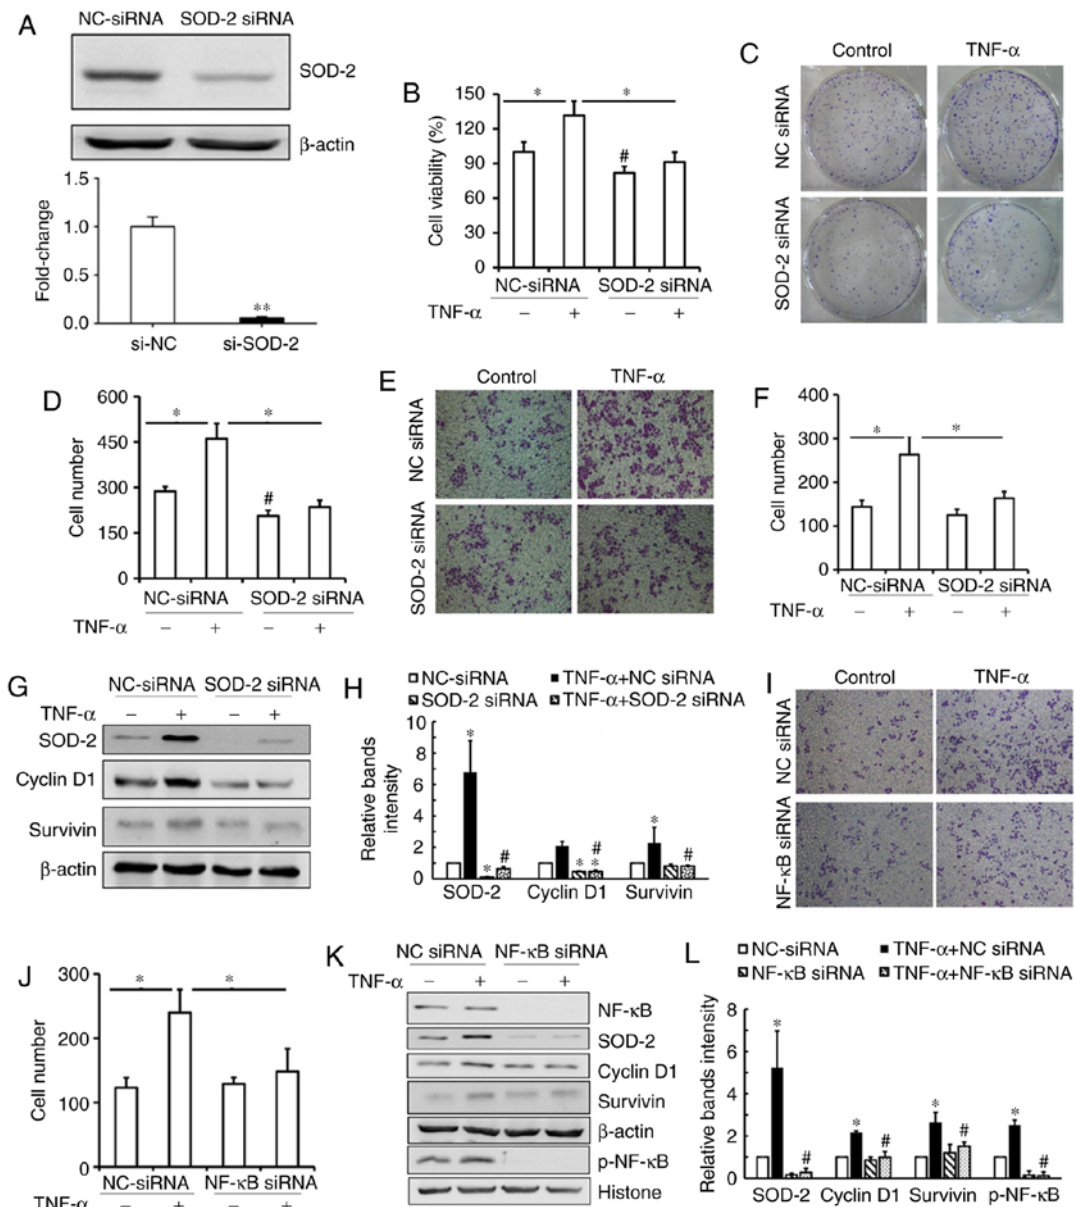 A
NC-siRNA SOD-2 siRNA
SOD-2
β-actin
Fold-change
1.5
1.0
0.5
0.0
**
si-NC si-SOD-2
B
Cell viability (%)
150
120
90
60
30
0
* *
#
NC-siRNA SOD-2 siRNA
TNF-α – + – +
C
Control TNF-α
NC siRNA
SOD-2 siRNA
D
Cell number
600
450
300
150
0
* *
#
NC-siRNA SOD-2 siRNA
TNF-α – + – +
E
Control TNF-α
NC siRNA
SOD-2 siRNA
F
Cell number
400
300
200
100
0
* *
NC-siRNA SOD-2 siRNA
TNF-α – + – +
G
NC-siRNA SOD-2 siRNA
TNF-α – + – +
SOD-2
Cyclin D1
Survivin
β-actin
H
NC-siRNA TNF-α+NC siRNA
SOD-2 siRNA TNF-α+SOD-2 siRNA
Relative bands
intensity
10
8
6
4
2
0
* * # * * # * #
SOD-2 Cyclin D1 Survivin
I
Control TNF-α
NC siRNA
NF-κB siRNA
J
Cell number
300
200
100
0
* *
NC-siRNA NF-κB siRNA
TNF-α – + – +
K
NC siRNA NF-κB siRNA
TNF-α – + – +
NF-κB
SOD-2
Cyclin D1
Survivin
β-actin
p-NF-κB
Histone
L
NC-siRNA TNF-α+NC siRNA
NF-κB siRNA TNF-α+NF-κB siRNA
Relative bands intensity
8
6
4
2
0
* # * # * # * #
SOD-2 Cyclin D1 Survivin p-NF-κB